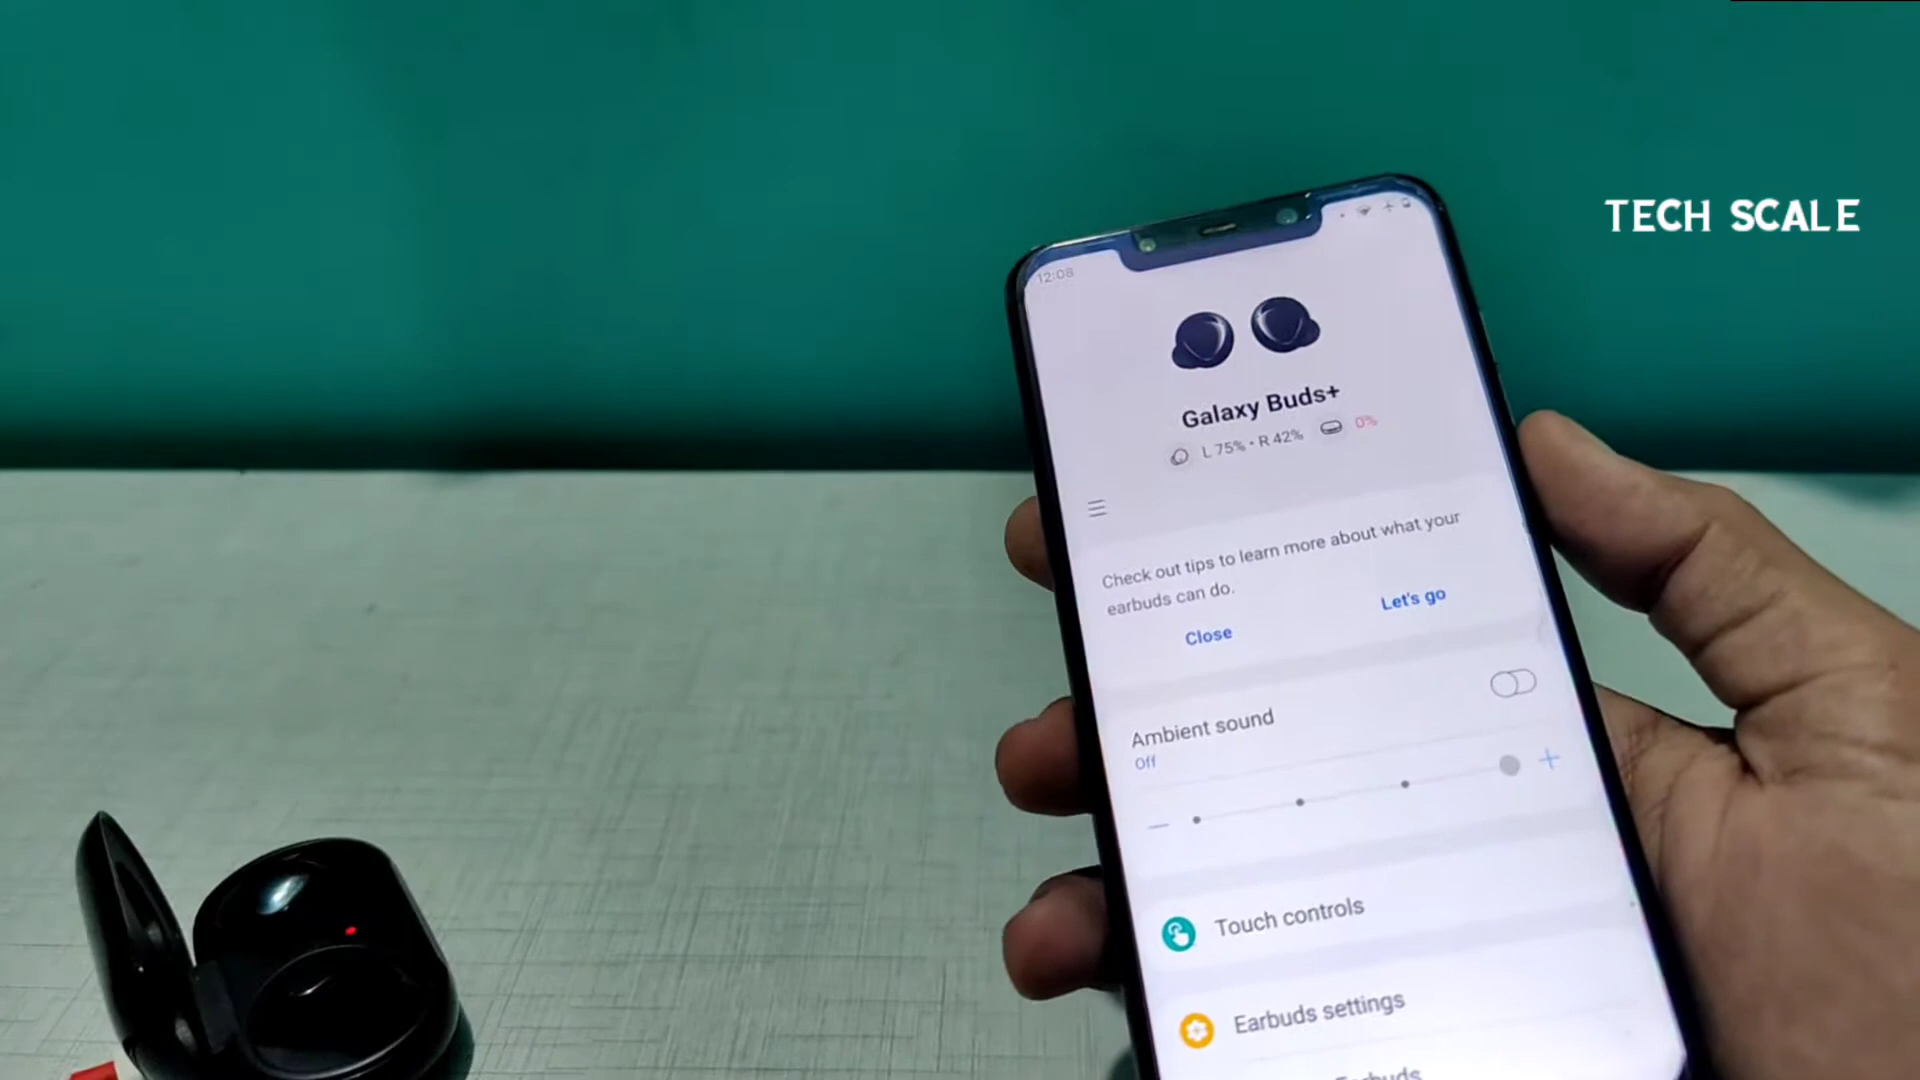 TECH SCALE
12:08
Galaxy Buds+
L 75% • R 42% 0%
Check out tips to learn more about what your
earbuds can do.
Close
Let's go
Ambient sound
Off
Touch controls
Earbuds settings
Earbuds